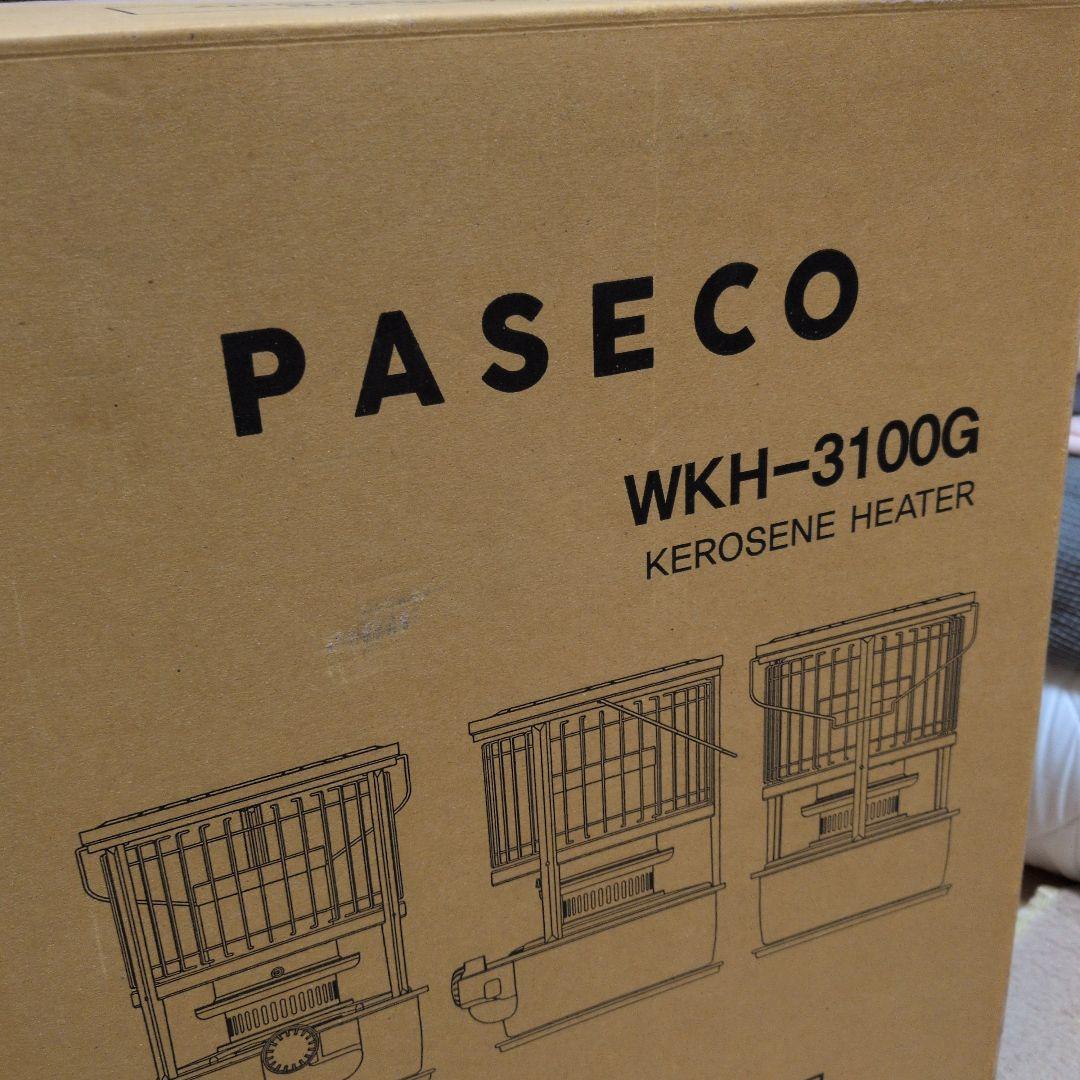 PASECO
WKH-3100G
KEROSENE HEATER